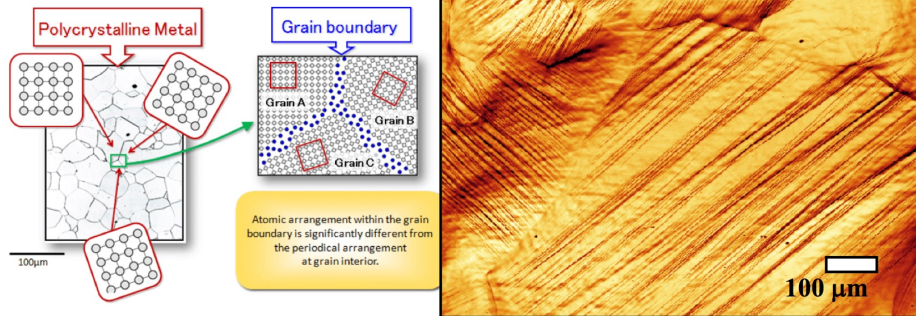 Polycrystalline Metal
Grain boundary
Grain A
Grain B
Grain C
100μm
Atomic arrangement within the grain
boundary is significantly different from
the periodical arrangement
at grain interior.
100 μm